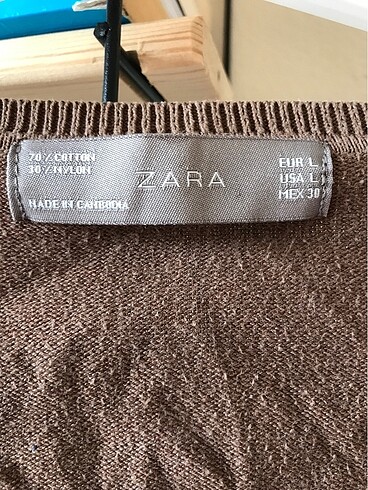 70 / COTTON
30 / NYLON
MADE IN CAMBODIA
ZARA
EUR L
USA L
MEX 30